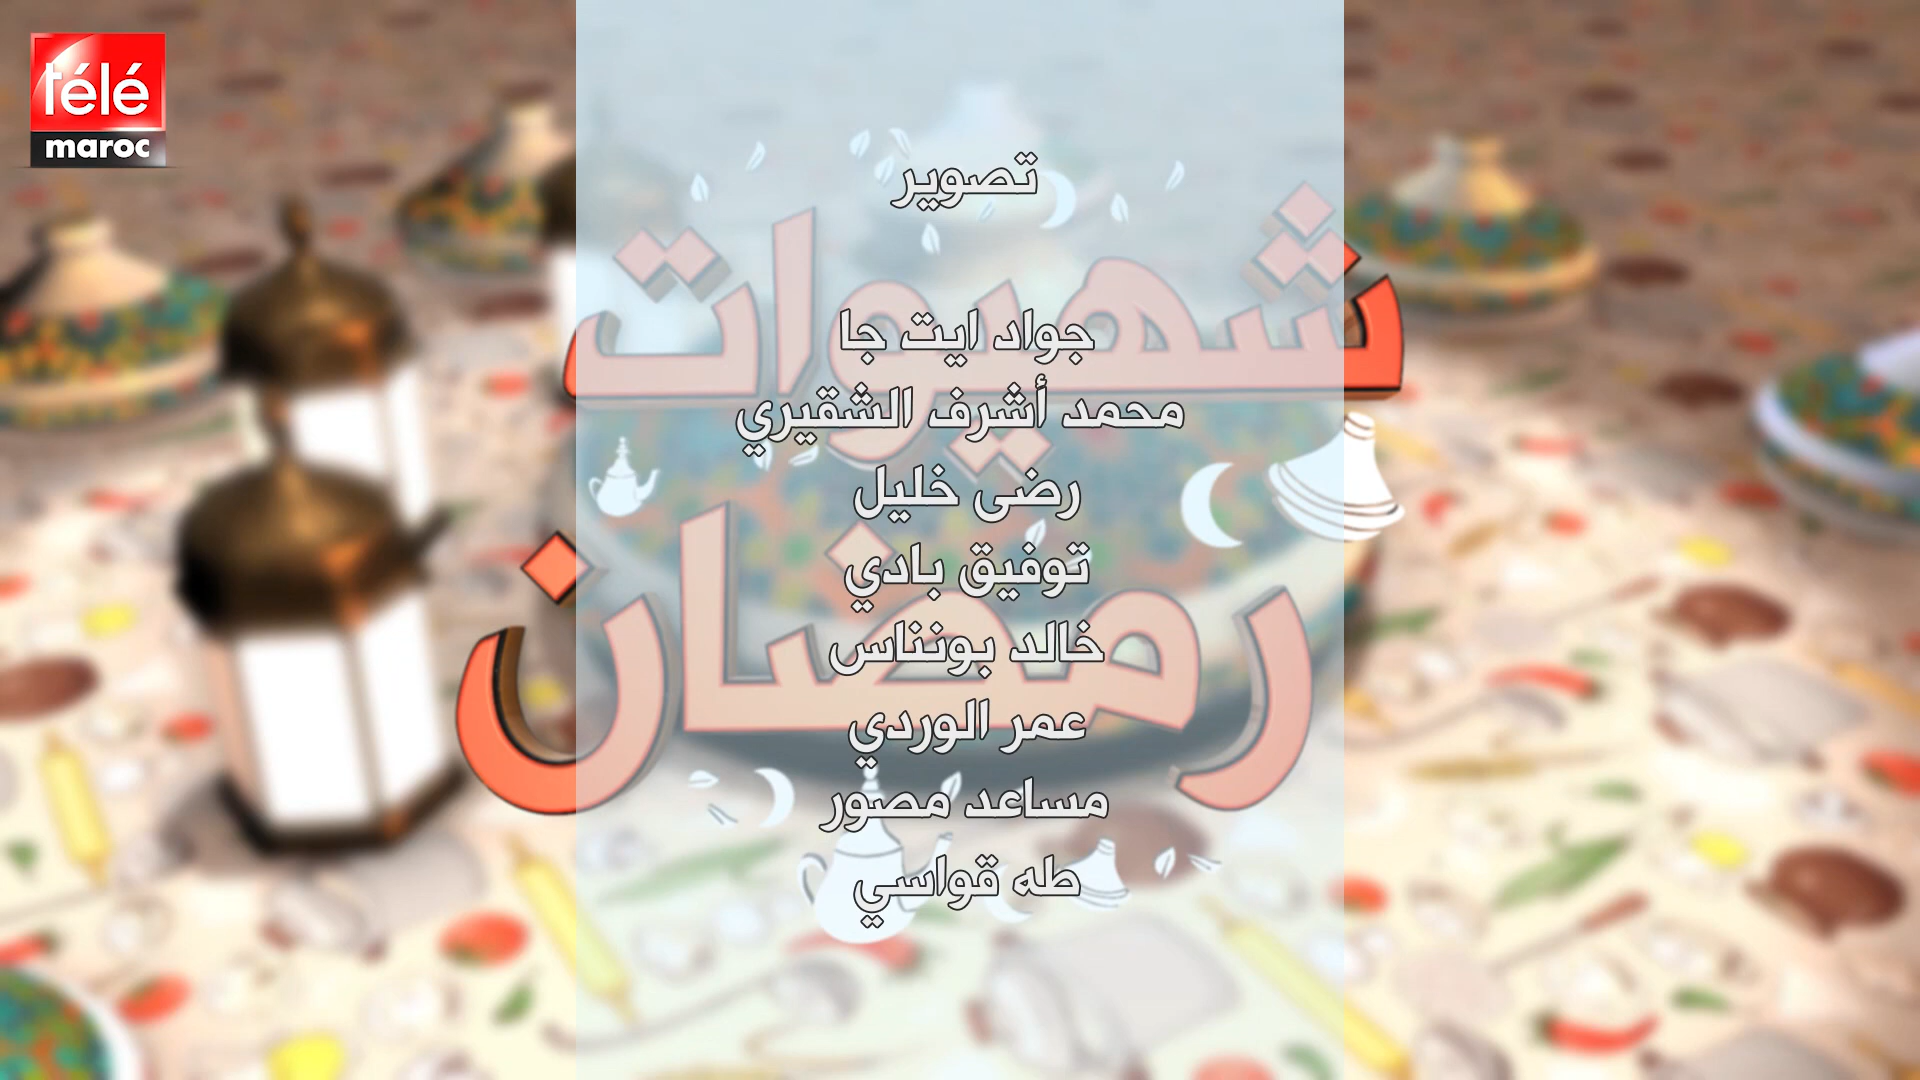 télé
maroc
تصوير
شهيوات
رمضان
جواد ايت جا
محمد أشرف الشقيري
رضى خليل
توفيق بادي
خالد بونناس
عمر الوردي
مساعد مصور
طه قواسي